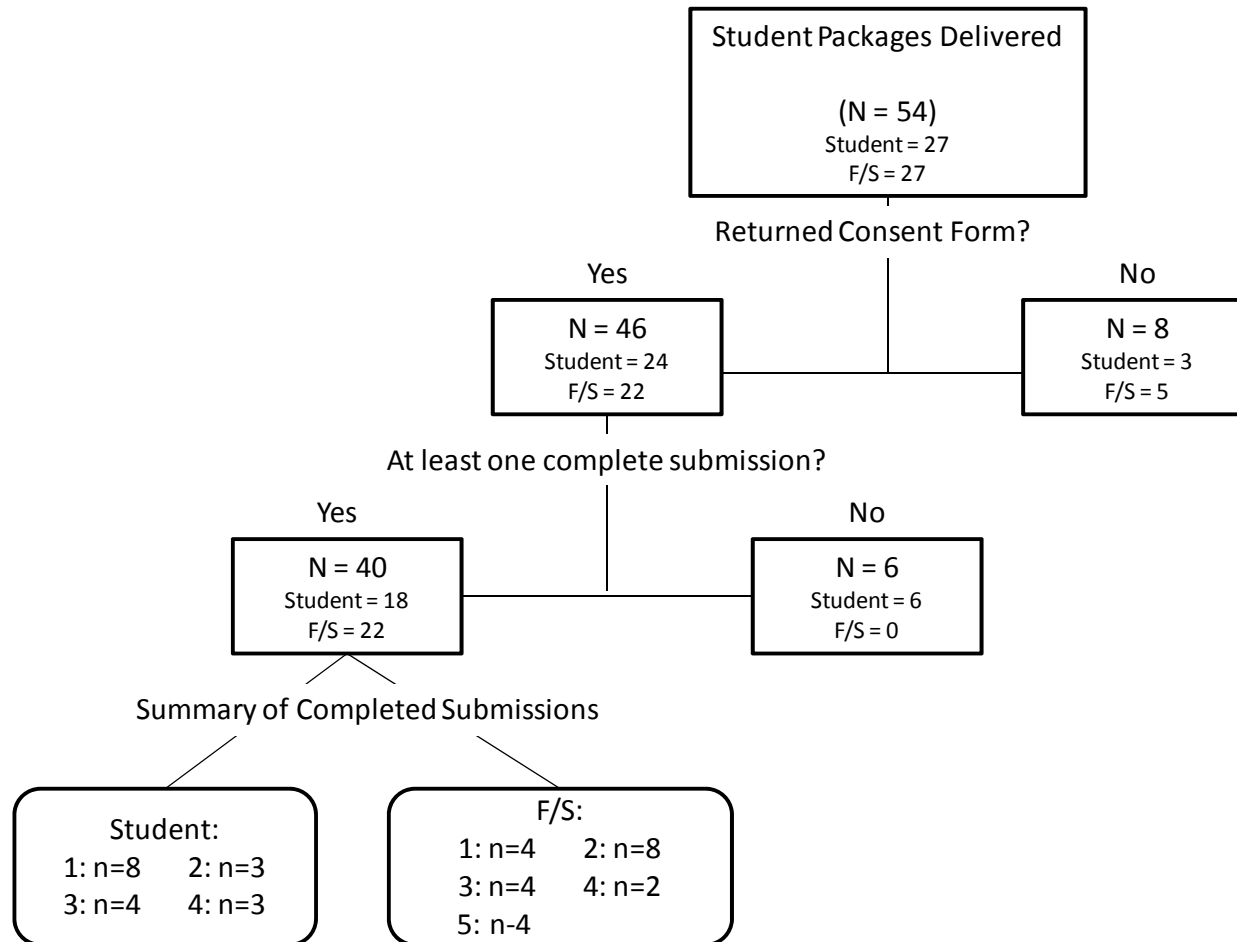 Student Packages Delivered
(N = 54)
Student = 27
F/S = 27
Returned Consent Form?
Yes
No
N = 46
Student = 24
F/S = 22
N = 8
Student = 3
F/S = 5
At least one complete submission?
Yes
No
N = 40
Student = 18
F/S = 22
N = 6
Student = 6
F/S = 0
Summary of Completed Submissions
Student:
1: n=8 2: n=3
3: n=4 4: n=3
F/S:
1: n=4 2: n=8
3: n=4 4: n=2
5: n-4